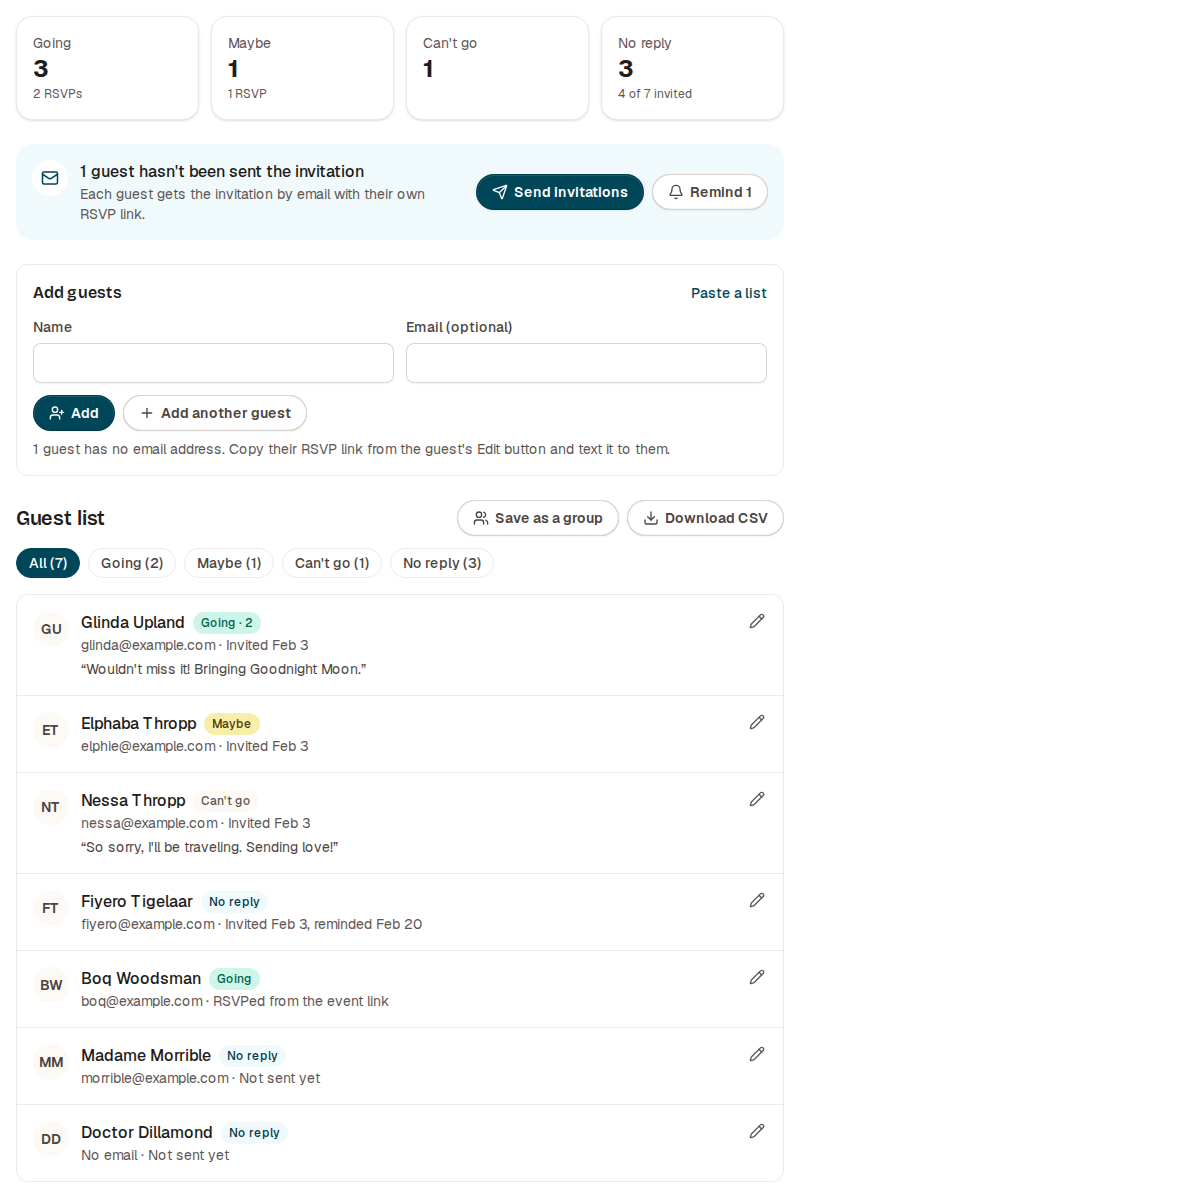 Going
3
2 RSVPs
Maybe
1
1 RSVP
Can't go
1
No reply
3
4 of 7 invited
1 guest hasn't been sent the invitation
Each guest gets the invitation by email with their own
RSVP link.
Send invitations
Remind 1
Add guests
Paste a list
Name
Email (optional)
Add
Add another guest
1 guest has no email address. Copy their RSVP link from the guest's Edit button and text it to them.
Guest list
Save as a group
Download CSV
All (7)
Going (2)
Maybe (1)
Can't go (1)
No reply (3)
GU
Glinda Upland
Going · 2
glinda@example.com · Invited Feb 3
“Wouldn't miss it! Bringing Goodnight Moon.”
ET
Elphaba Thropp
Maybe
elphie@example.com · Invited Feb 3
NT
Nessa Thropp
Can't go
nessa@example.com · Invited Feb 3
“So sorry, I'll be traveling. Sending love!”
FT
Fiyero Tigelaar
No reply
fiyero@example.com · Invited Feb 3, reminded Feb 20
BW
Boq Woodsman
Going
boq@example.com · RSVPed from the event link
MM
Madame Morrible
No reply
morrible@example.com · Not sent yet
DD
Doctor Dillamond
No reply
No email · Not sent yet